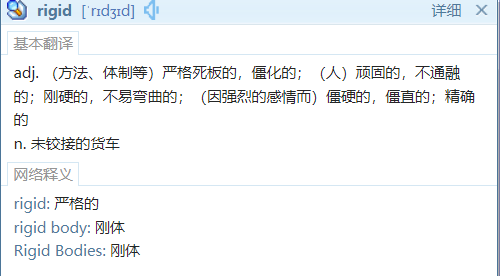 rigid ['rɪdʒɪd] 详细
基本翻译
adj. （方法、体制等）严格死板的，僵化的；（人）顽固的，不通融
的；刚硬的，不易弯曲的；（因强烈的感情而）僵硬的，僵直的；精确
的
n. 未铰接的货车
网络释义
rigid: 严格的
rigid body: 刚体
Rigid Bodies: 刚体